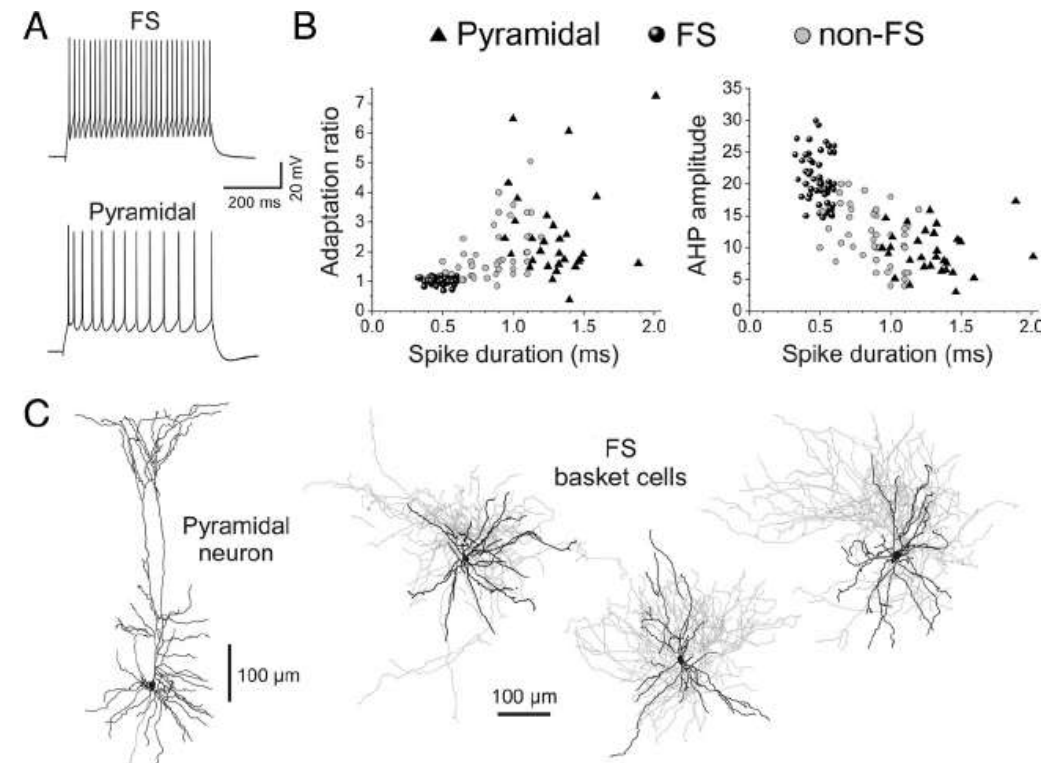 A
FS
20 mV
200 ms
Pyramidal
B
Pyramidal FS non-FS
Adaptation ratio
7
6
5
4
3
2
1
0
0.0 0.5 1.0 1.5 2.0
Spike duration (ms)
AHP amplitude
35
30
25
20
15
10
5
0
0.0 0.5 1.0 1.5 2.0
Spike duration (ms)
C
Pyramidal
neuron
100 µm
FS
basket cells
100 µm